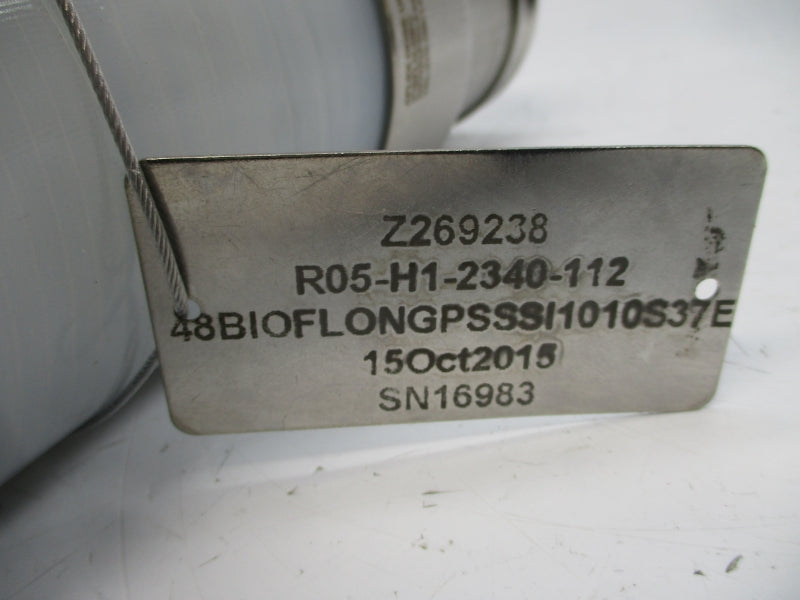 Z269238
R05-H1-2340-112
48BIOFLONGPSSSI1010S37E
15Oct2015
SN16983